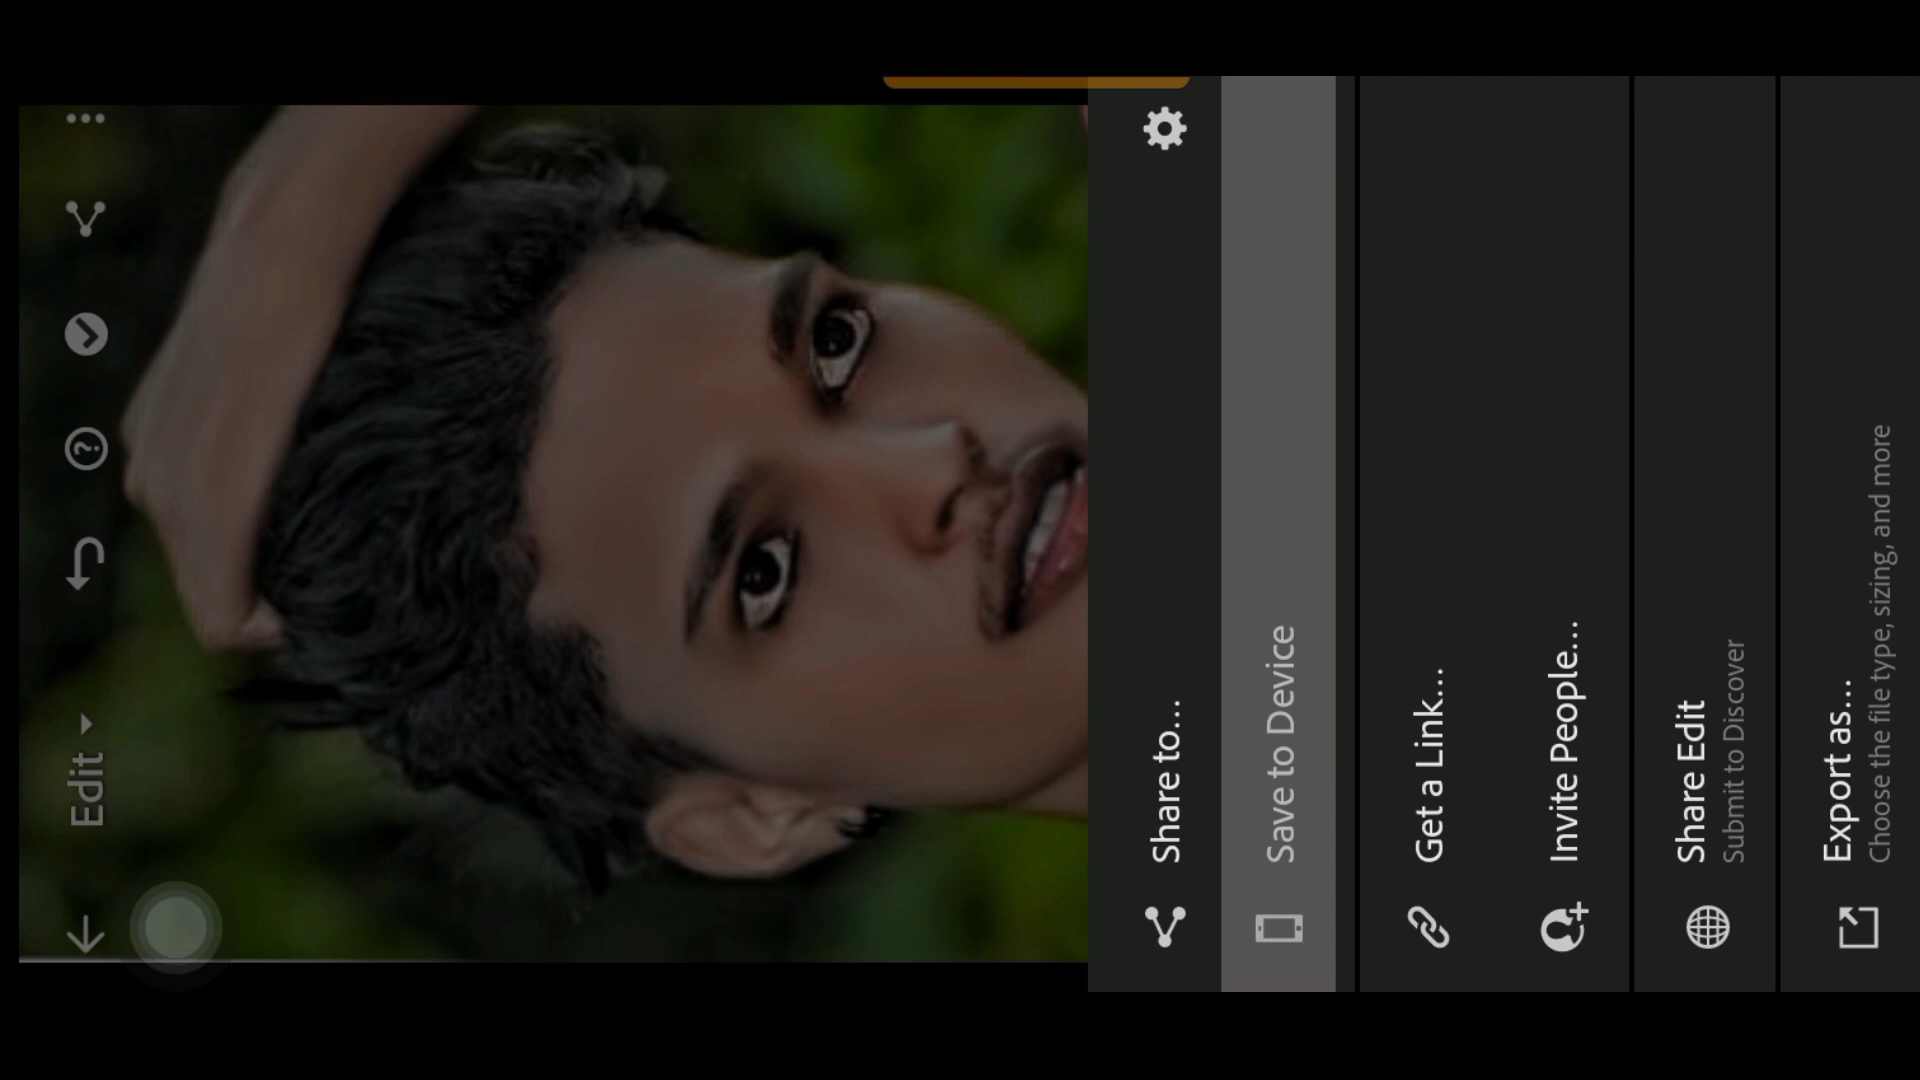 Edit
Share to...
Save to Device
Get a Link...
Invite People...
Share Edit
Submit to Discover
Export as...
Choose the file type, sizing, and more